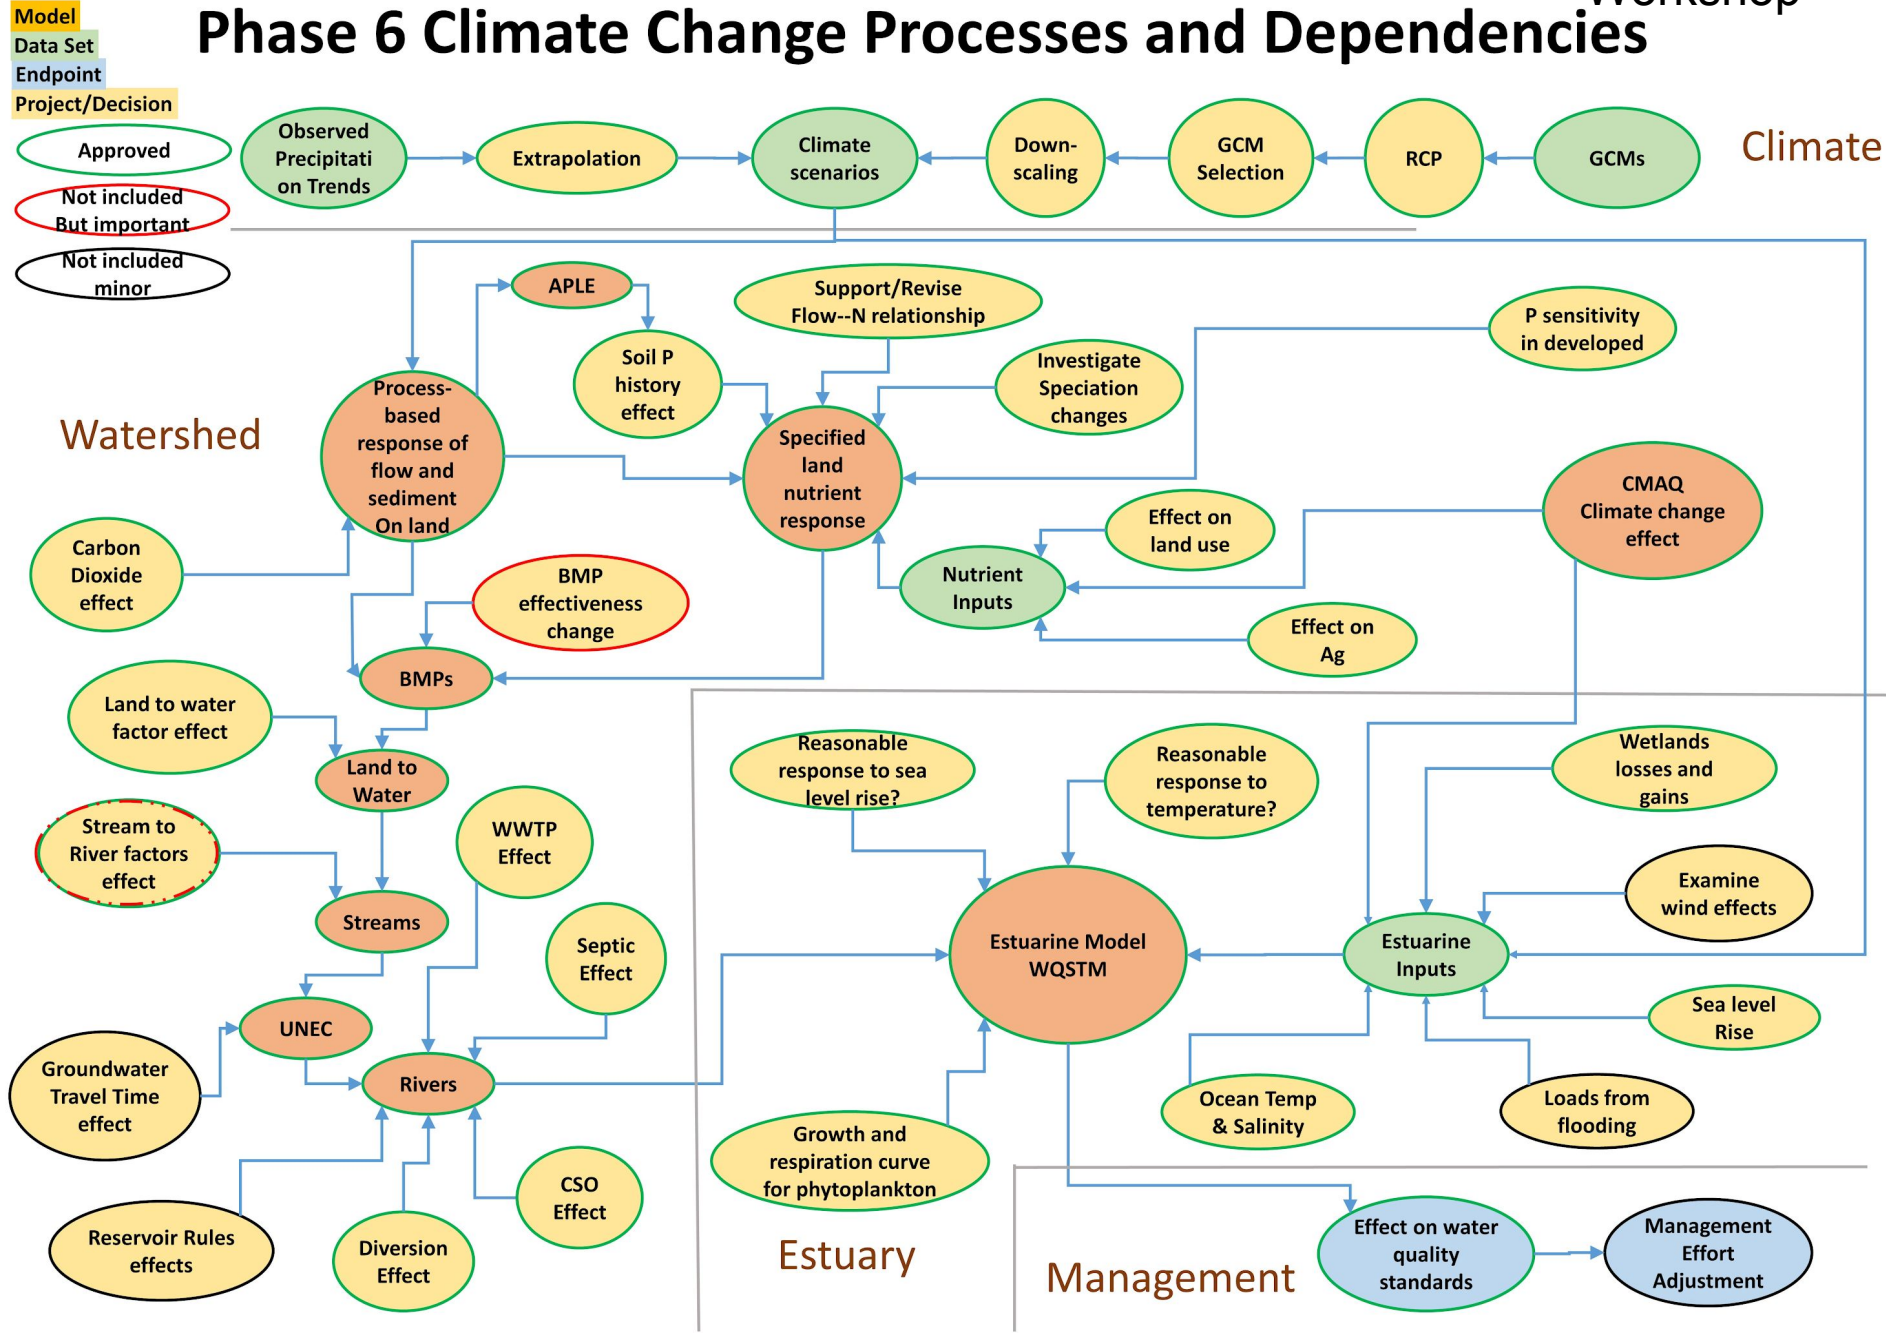 Workshop
Phase 6 Climate Change Processes and Dependencies
Model
Data Set
Endpoint
Project/Decision
Approved
Not included
But important
Not included
minor
Observed
Precipitati
on Trends
Extrapolation
Climate
scenarios
Down-
scaling
GCM
Selection
RCP
GCMs
Climate
APLE
Support/Revise
Flow--N relationship
P sensitivity
in developed
Soil P
history
effect
Investigate
Speciation
changes
Watershed
Process-
based
response of
flow and
sediment
On land
Specified
land
nutrient
response
CMAQ
Climate change
effect
Effect on
land use
Carbon
Dioxide
effect
BMP
effectiveness
change
Nutrient
Inputs
Effect on
Ag
BMPs
Land to water
factor effect
Land to
Water
Reasonable
response to sea
level rise?
Reasonable
response to
temperature?
Wetlands
losses and
gains
Stream to
River factors
effect
WWTP
Effect
Examine
wind effects
Streams
Septic
Effect
Estuarine Model
WQSTM
Estuarine
Inputs
UNEC
Sea level
Rise
Groundwater
Travel Time
effect
Rivers
Ocean Temp
& Salinity
Loads from
flooding
Growth and
respiration curve
for phytoplankton
CSO
Effect
Reservoir Rules
effects
Diversion
Effect
Estuary
Management
Effect on water
quality
standards
Management
Effort
Adjustment